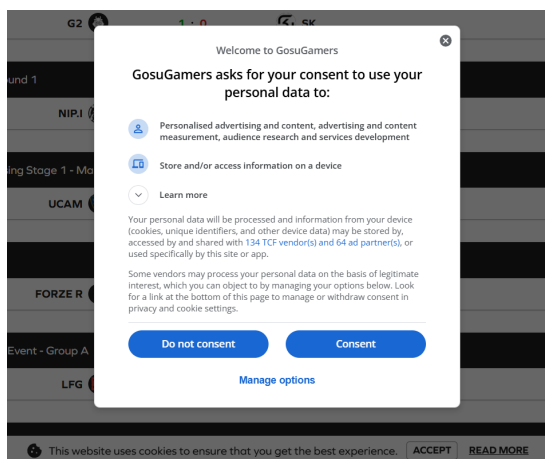 G2 1 : 0 SK
Welcome to GosuGamers
GosuGamers asks for your consent to use your
personal data to:
und 1
Personalised advertising and content, advertising and content
measurement, audience research and services development
NIP.I
Store and/or access information on a device
ing Stage 1 - Ma
Learn more
UCAM
Your personal data will be processed and information from your device
(cookies, unique identifiers, and other device data) may be stored by,
accessed by and shared with 134 TCF vendor(s) and 64 ad partner(s), or
used specifically by this site or app.
Some vendors may process your personal data on the basis of legitimate
interest, which you can object to by managing your options below. Look
for a link at the bottom of this page to manage or withdraw consent in
privacy and cookie settings.
FORZE R
Do not consent Consent
Event - Group A
Manage options
LFG
This website uses cookies to ensure that you get the best experience. ACCEPT READ MORE